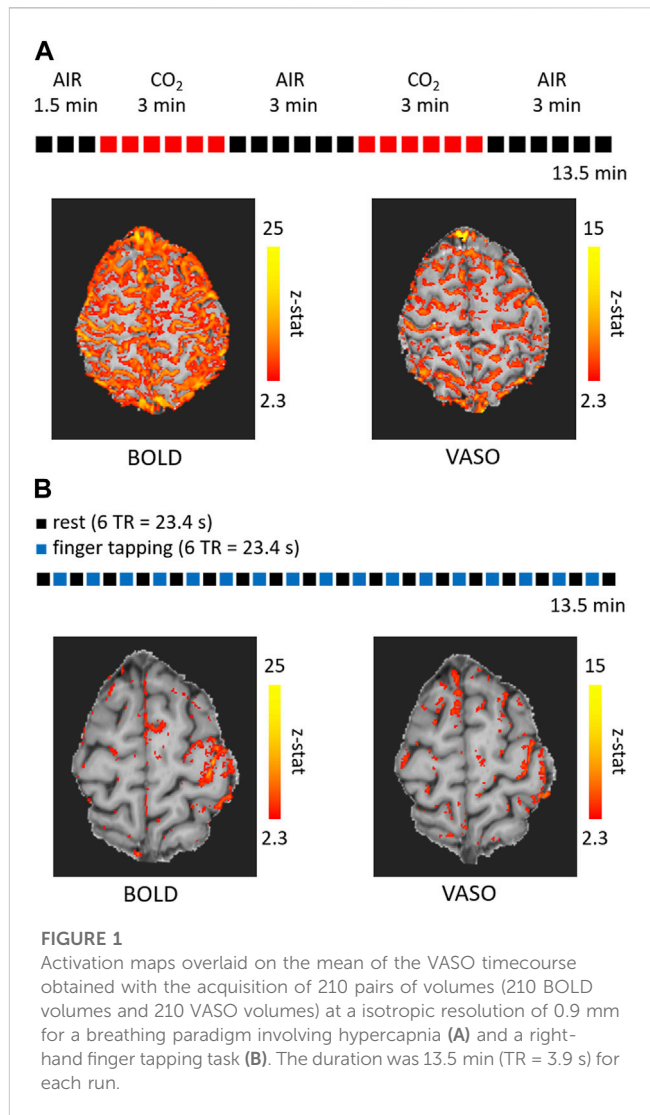 A
AIR CO₂ AIR CO₂ AIR
1.5 min 3 min 3 min 3 min 3 min
13.5 min
25
z-stat
2.3
BOLD
15
z-stat
2.3
VASO
B
rest (6 TR = 23.4 s)
finger tapping (6 TR = 23.4 s)
13.5 min
25
z-stat
2.3
BOLD
15
z-stat
2.3
VASO
FIGURE 1
Activation maps overlaid on the mean of the VASO timecourse
obtained with the acquisition of 210 pairs of volumes (210 BOLD
volumes and 210 VASO volumes) at a isotropic resolution of 0.9 mm
for a breathing paradigm involving hypercapnia (A) and a right-
hand finger tapping task (B). The duration was 13.5 min (TR = 3.9 s) for
each run.